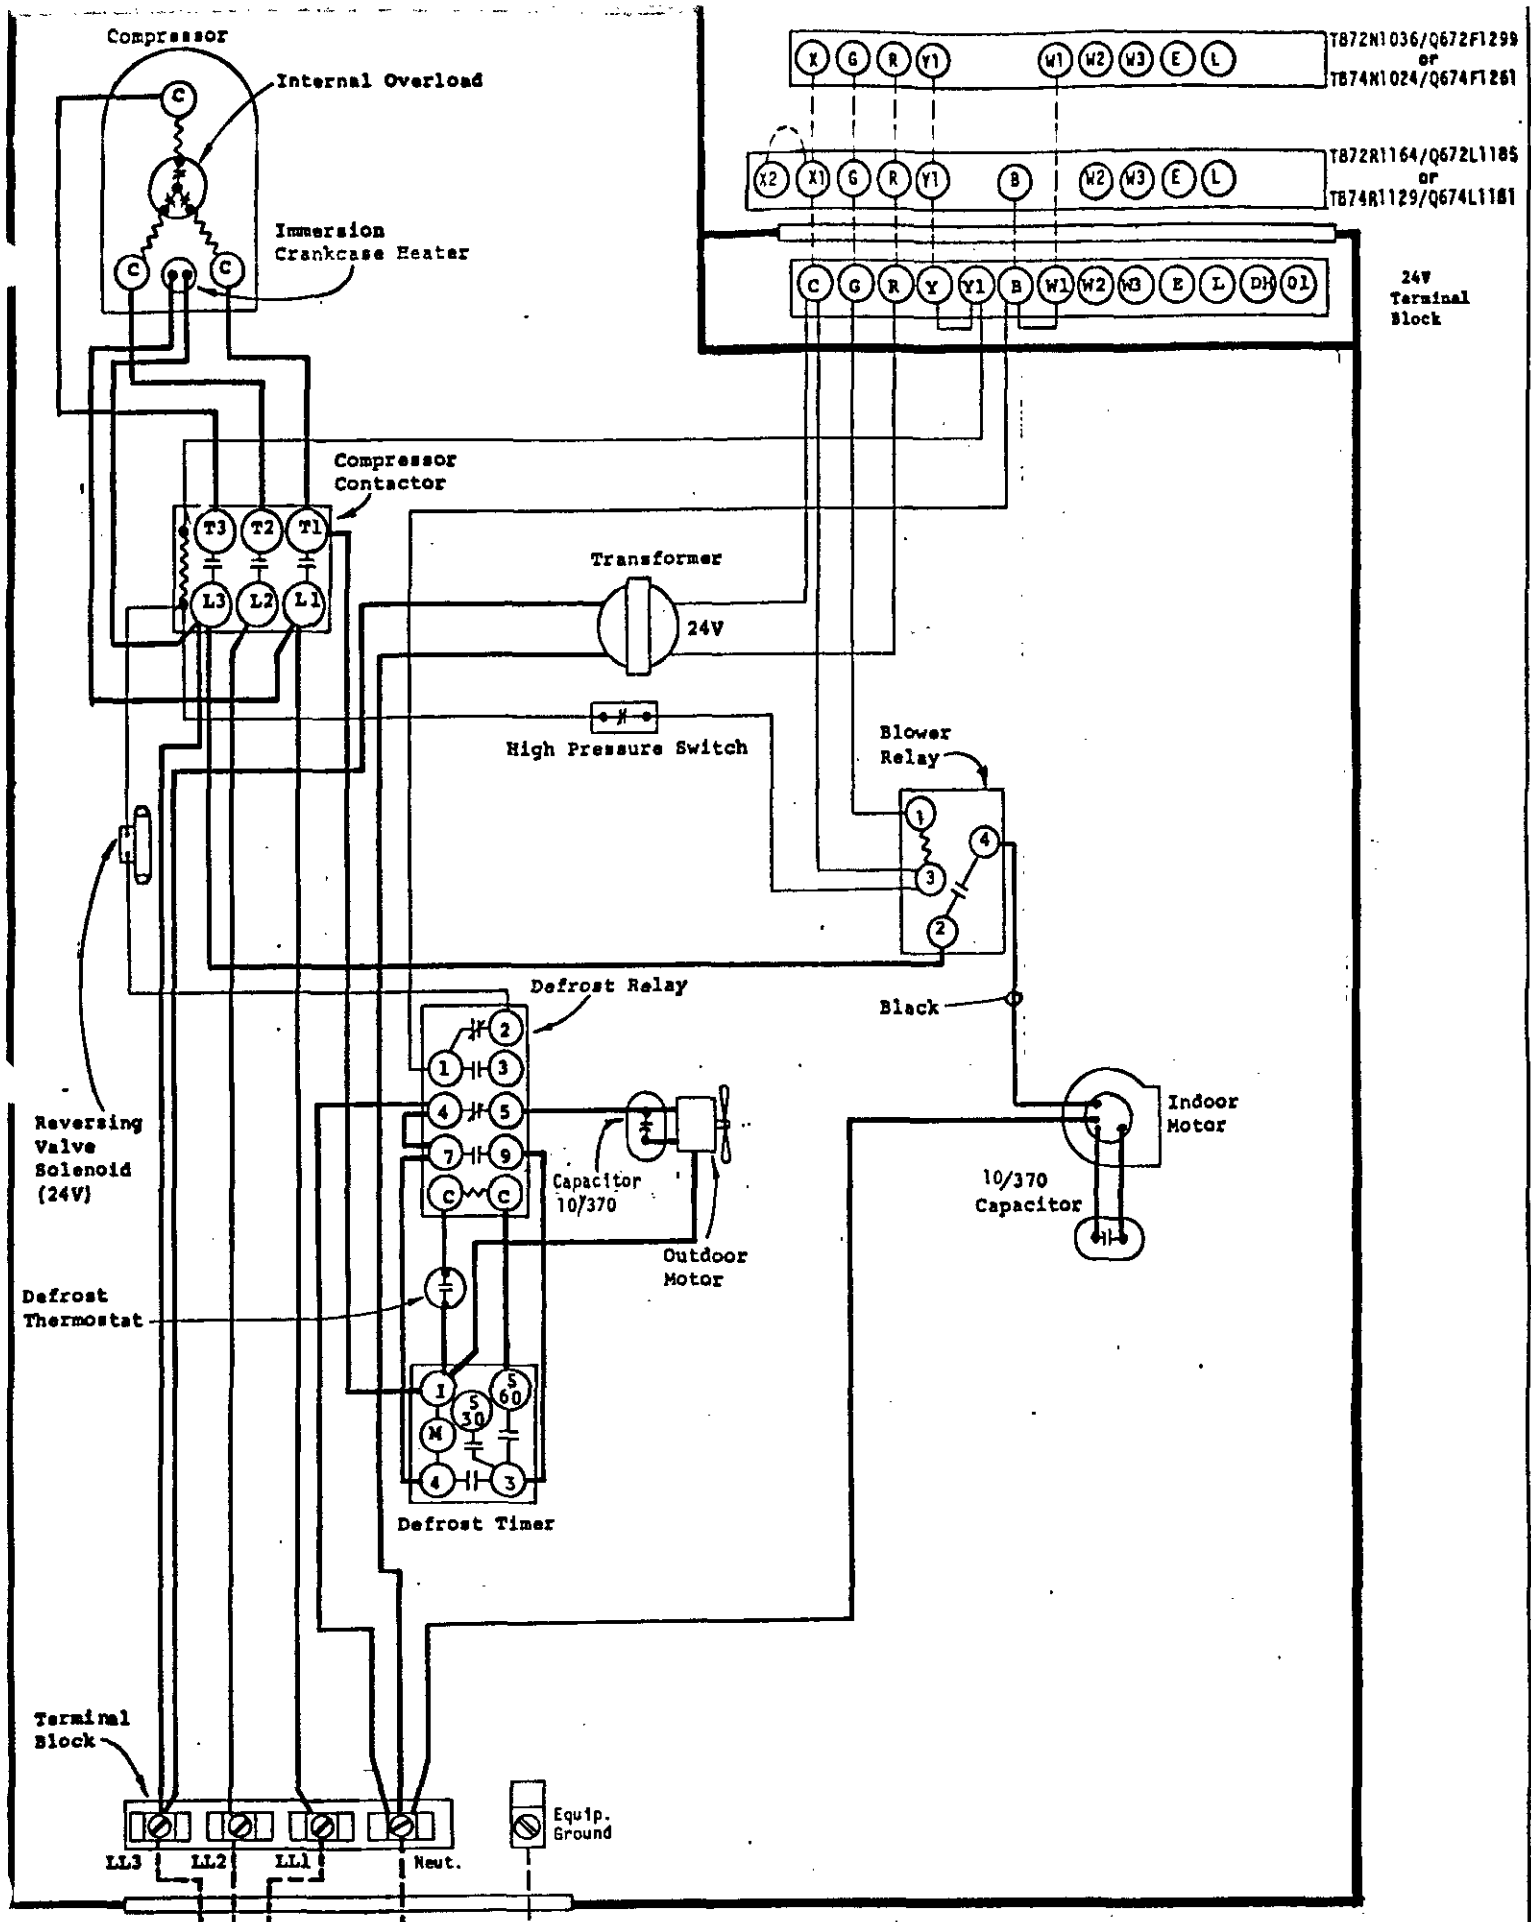 Compressor
C
Internal Overload
Immersion
Crankcase Heater
C
C
X G R Y1 W1 W2 W3 E L
T872N1036/Q672F1299
or
T874N1024/Q674F1261
X2 X1 G R Y1 B W2 W3 E L
T872R1164/Q672L1185
or
T874R1129/Q674L1181
C G R Y Y1 B W1 W2 W3 E L DH O1
24V
Terminal
Block
Compressor
Contactor
T3 T2 T1
L3 L2 L1
Transformer
24V
High Pressure Switch
Blower
Relay
1
4
3
2
Black
Defrost Relay
2
1 3
4 5
7 9
C C
Reversing
Valve
Solenoid
(24V)
Capacitor
10/370
Outdoor
Motor
Indoor
Motor
10/370
Capacitor
Defrost
Thermostat
I
S
60
S
30
M
4 3
Defrost Timer
Terminal
Block
LL3 LL2 LL1 Neut.
Equip.
Ground